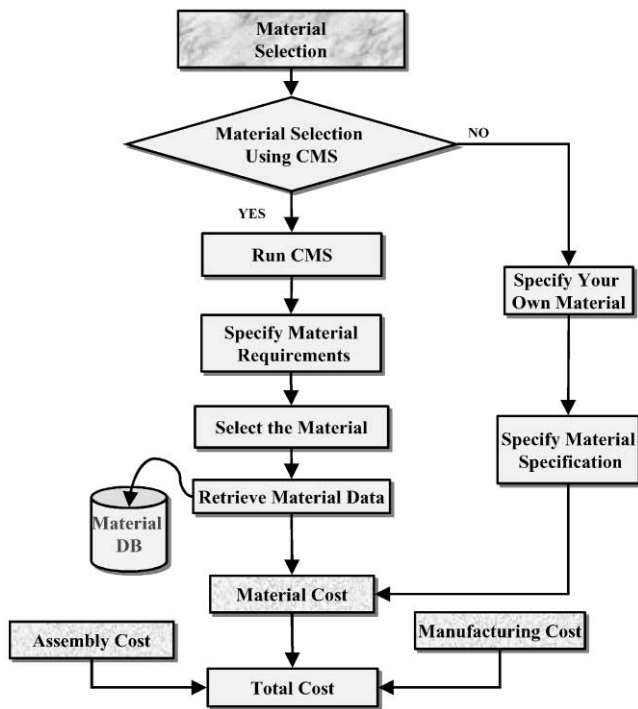 Material
Selection
Material Selection
Using CMS
NO
YES
Run CMS
Specify Your
Own Material
Specify Material
Requirements
Select the Material
Specify Material
Specification
Retrieve Material Data
Material
DB
Material Cost
Assembly Cost
Manufacturing Cost
Total Cost